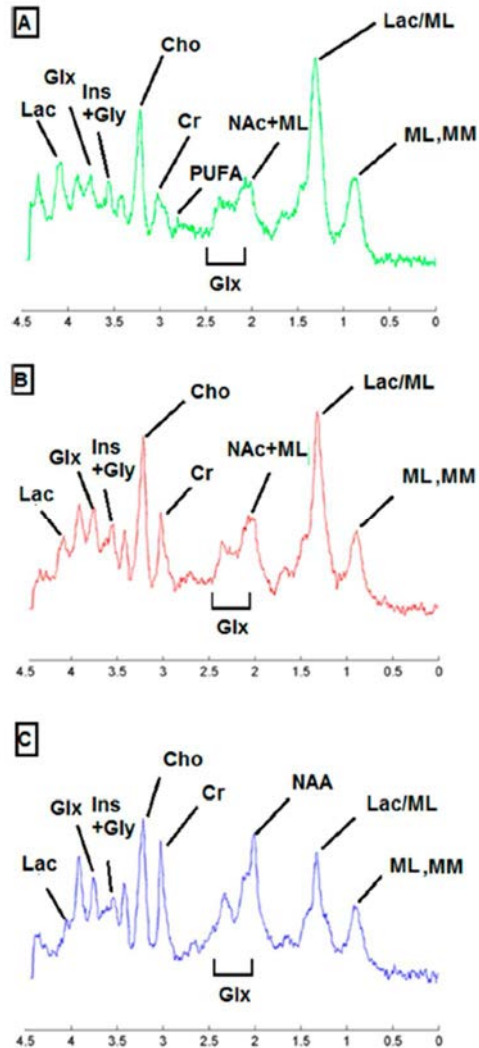 A
Lac/ML
Cho
Glx
Ins
+Gly
Lac
Cr
NAc+ML
ML,MM
PUFA
Glx
4.5 4 3.5 3 2.5 2 1.5 1 0.5 0
B
Lac/ML
Cho
NAc+ML
Glx
Ins
+Gly
Cr
Lac
ML,MM
Glx
4.5 4 3.5 3 2.5 2 1.5 1 0.5 0
C
Cho
NAA
Cr
Lac/ML
Glx
Ins
+Gly
Lac
ML,MM
Glx
4.5 4 3.5 3 2.5 2 1.5 1 0.5 0